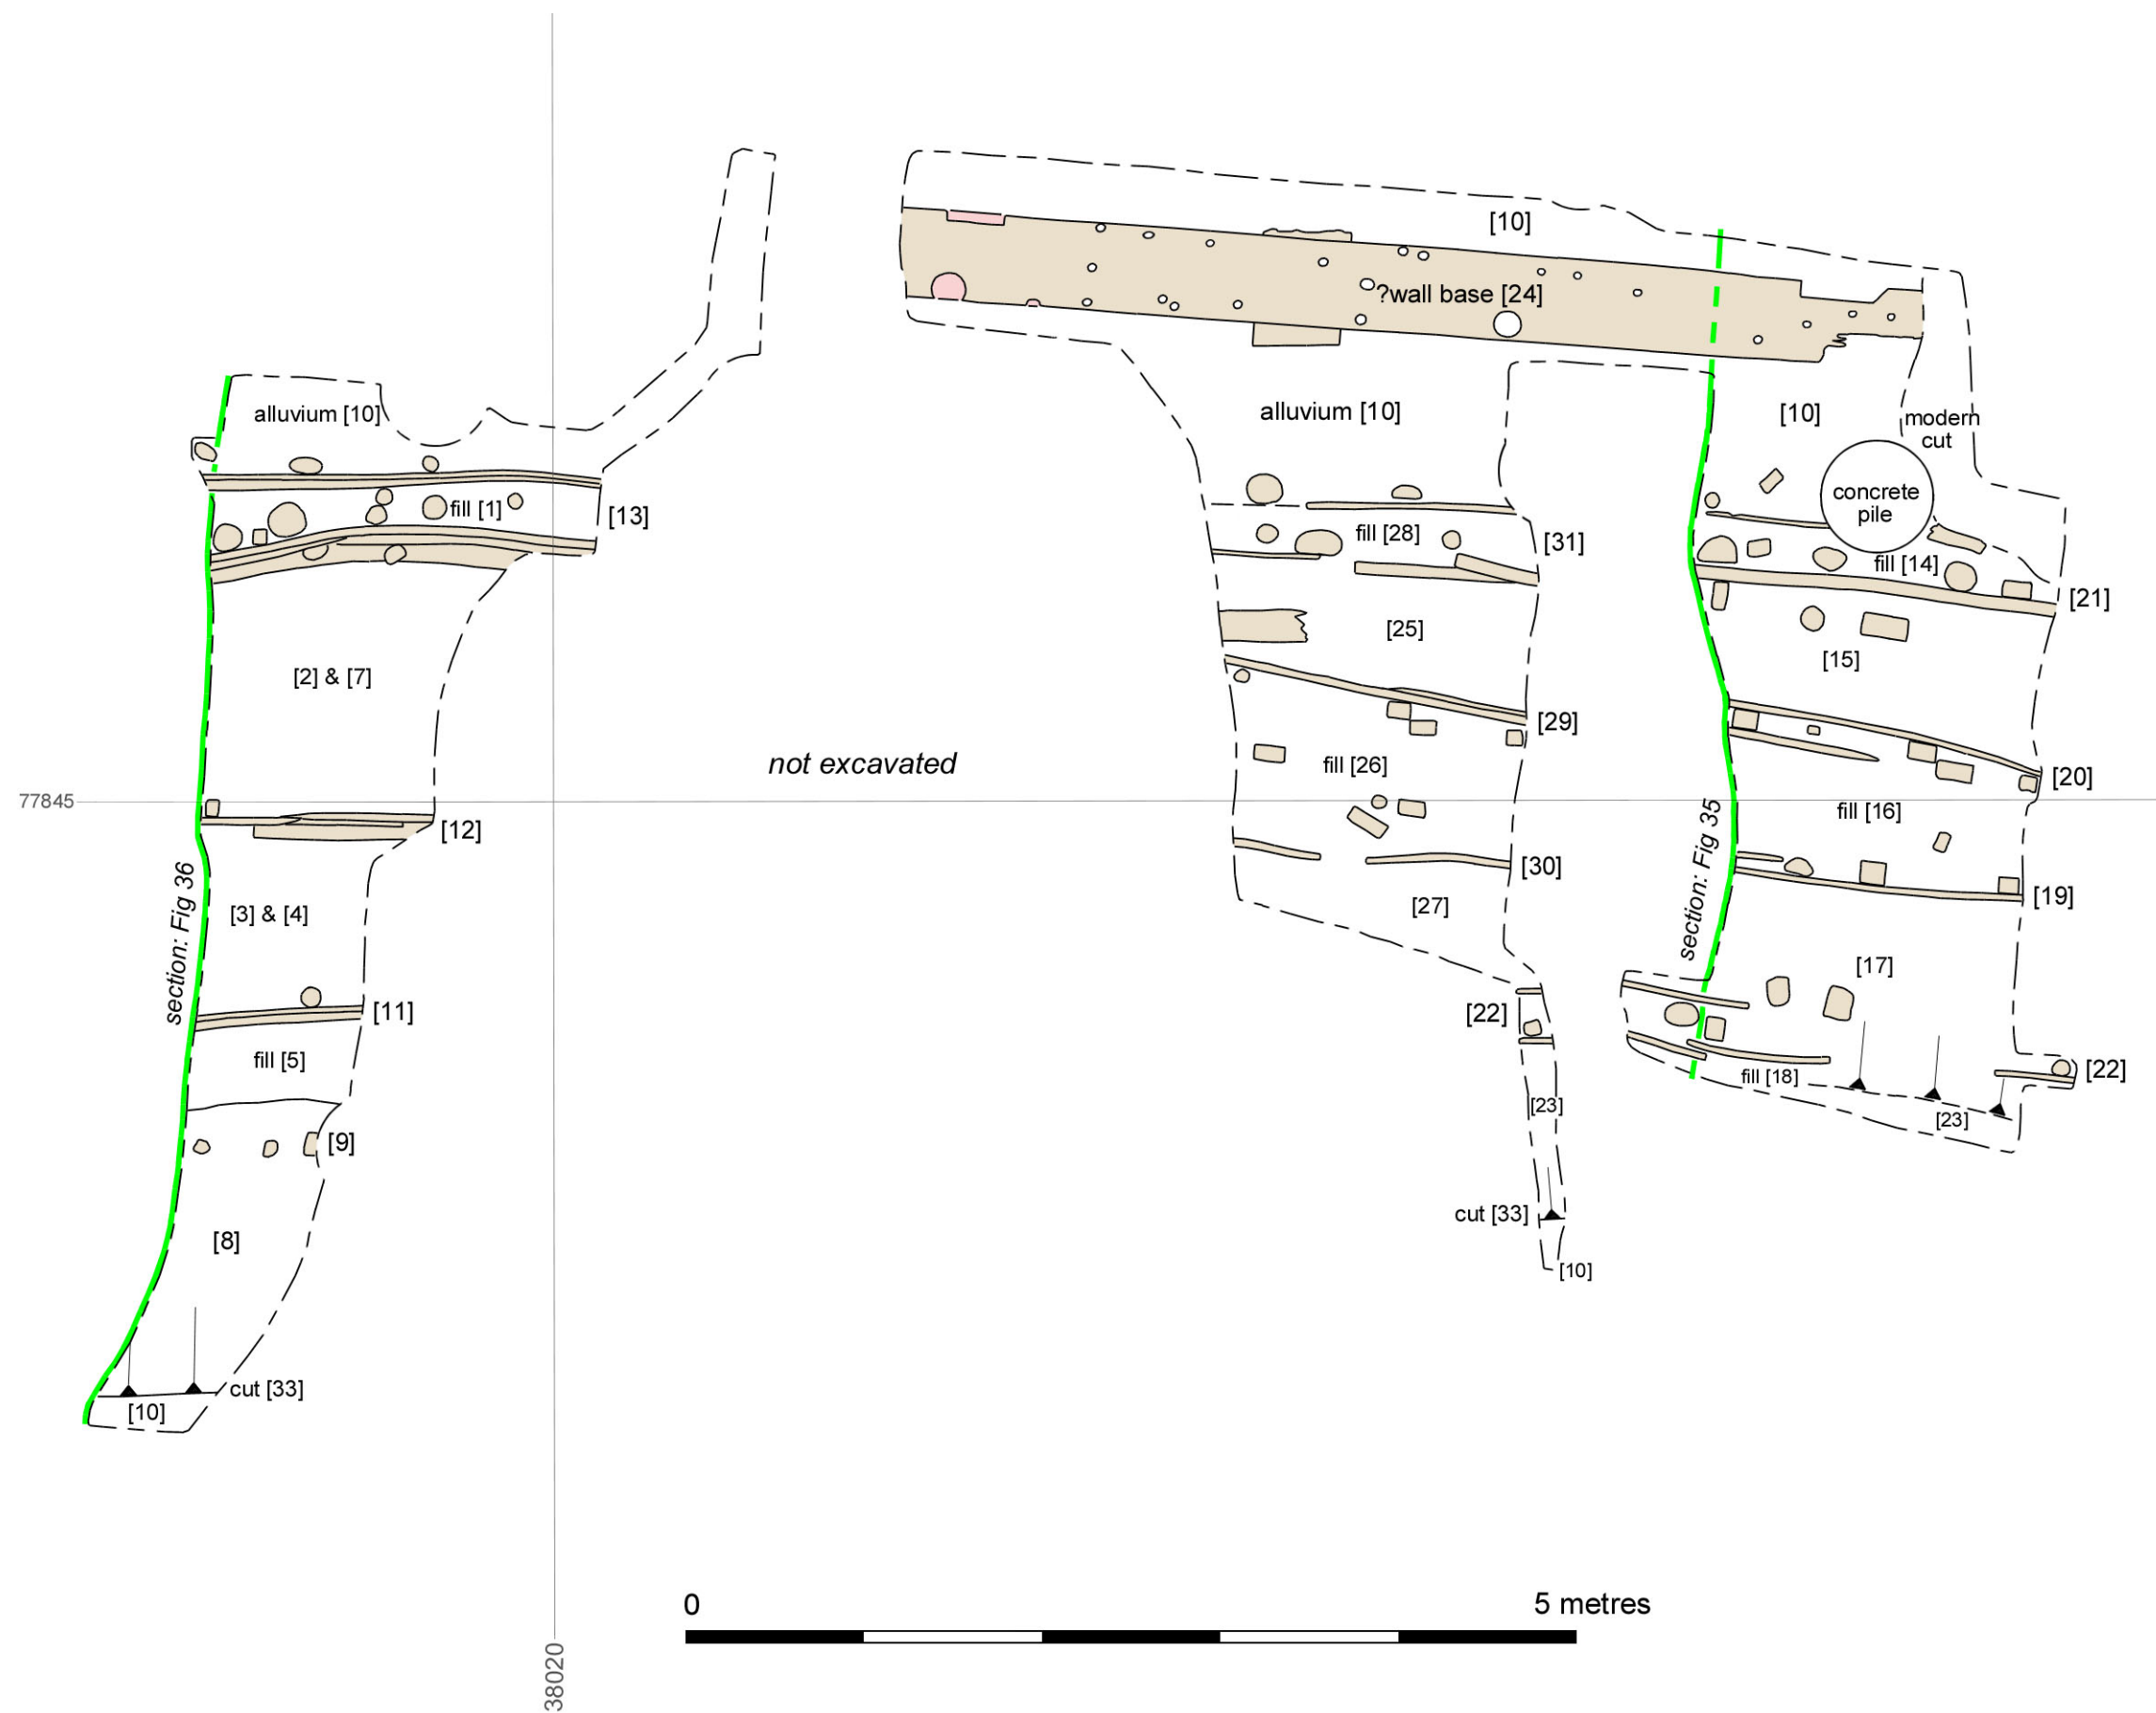 [10]
?wall base [24]
alluvium [10]
alluvium [10]
[10]
modern
cut
concrete
pile
fill [1]
[13]
fill [28]
[31]
fill [14]
[21]
[2] & [7]
[25]
[15]
[29]
not excavated
fill [26]
[20]
77845
fill [16]
[12]
section: Fig 36
section: Fig 35
[30]
[19]
[3] & [4]
[27]
[17]
[11]
[22]
fill [5]
fill [18]
[22]
[23]
[23]
[9]
[8]
cut [33]
[10]
cut [33]
[10]
0
5 metres
38020